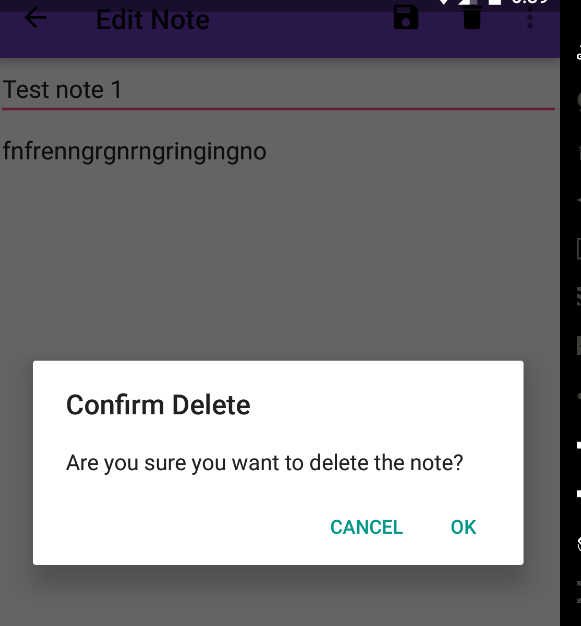 Edit Note
Test note 1
fnfrenngrgnrngringingno
Confirm Delete
Are you sure you want to delete the note?
CANCEL OK